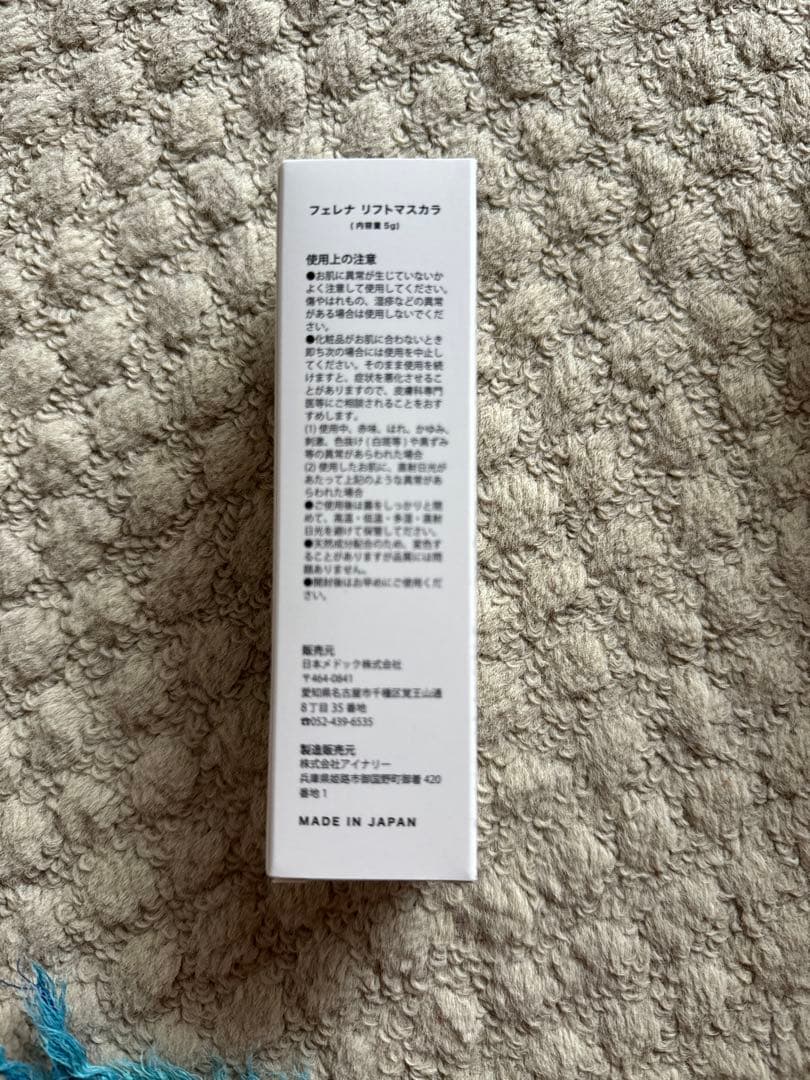 フェレナ リフトマスカラ
(内容量 5g)
使用上の注意
●お肌に異常が生じていないか
よく注意して使用してください。
傷やはれもの、湿疹などの異常
がある場合は使用しないでくだ
さい。
●化粧品がお肌に合わないとき
即ち次の場合には使用を中止し
てください。そのまま使用を続
けますと、症状を悪化させるこ
とがありますので、皮膚科専門
医等にご相談されることをおす
すめします。
(1) 使用中、赤味、はれ、かゆみ、
刺激、色抜け ( 白斑等 ) や黒ずみ
等の異常があらわれた場合
(2) 使用したお肌に、直射日光が
あたって上記のような異常があ
らわれた場合
●ご使用後は蓋をしっかりと閉
めて、高温・低温・多湿・直射
日光を避けて保管してください。
●天然成分配合のため、変色す
ることがありますが品質には問
題ありません。
●開封後はお早めにご使用くだ
さい。
販売元
日本メドック株式会社
〒464-0841
愛知県名古屋市千種区覚王山通
8 丁目 35 番地
☎052-439-6535
製造販売元
株式会社アイナリー
兵庫県姫路市御国野町御着 420
番地 1
MADE IN JAPAN